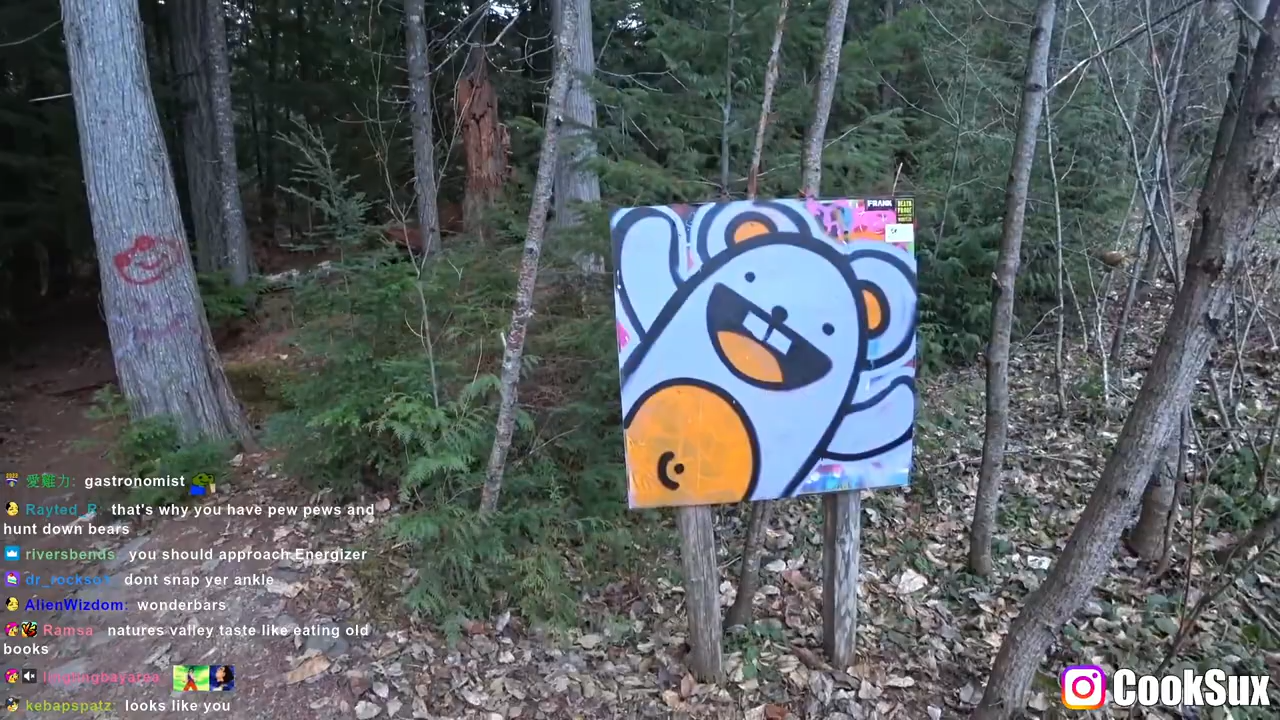 FRANK
愛雞力: gastronomist
Rayted_R: that's why you have pew pews and
hunt down bears
riversbends: you should approach Energizer
dr_rockso: dont snap yer ankle
AlienWizdom: wonderbars
Ramsa: natures valley taste like eating old
books
kebapspatz: looks like you
CookSux